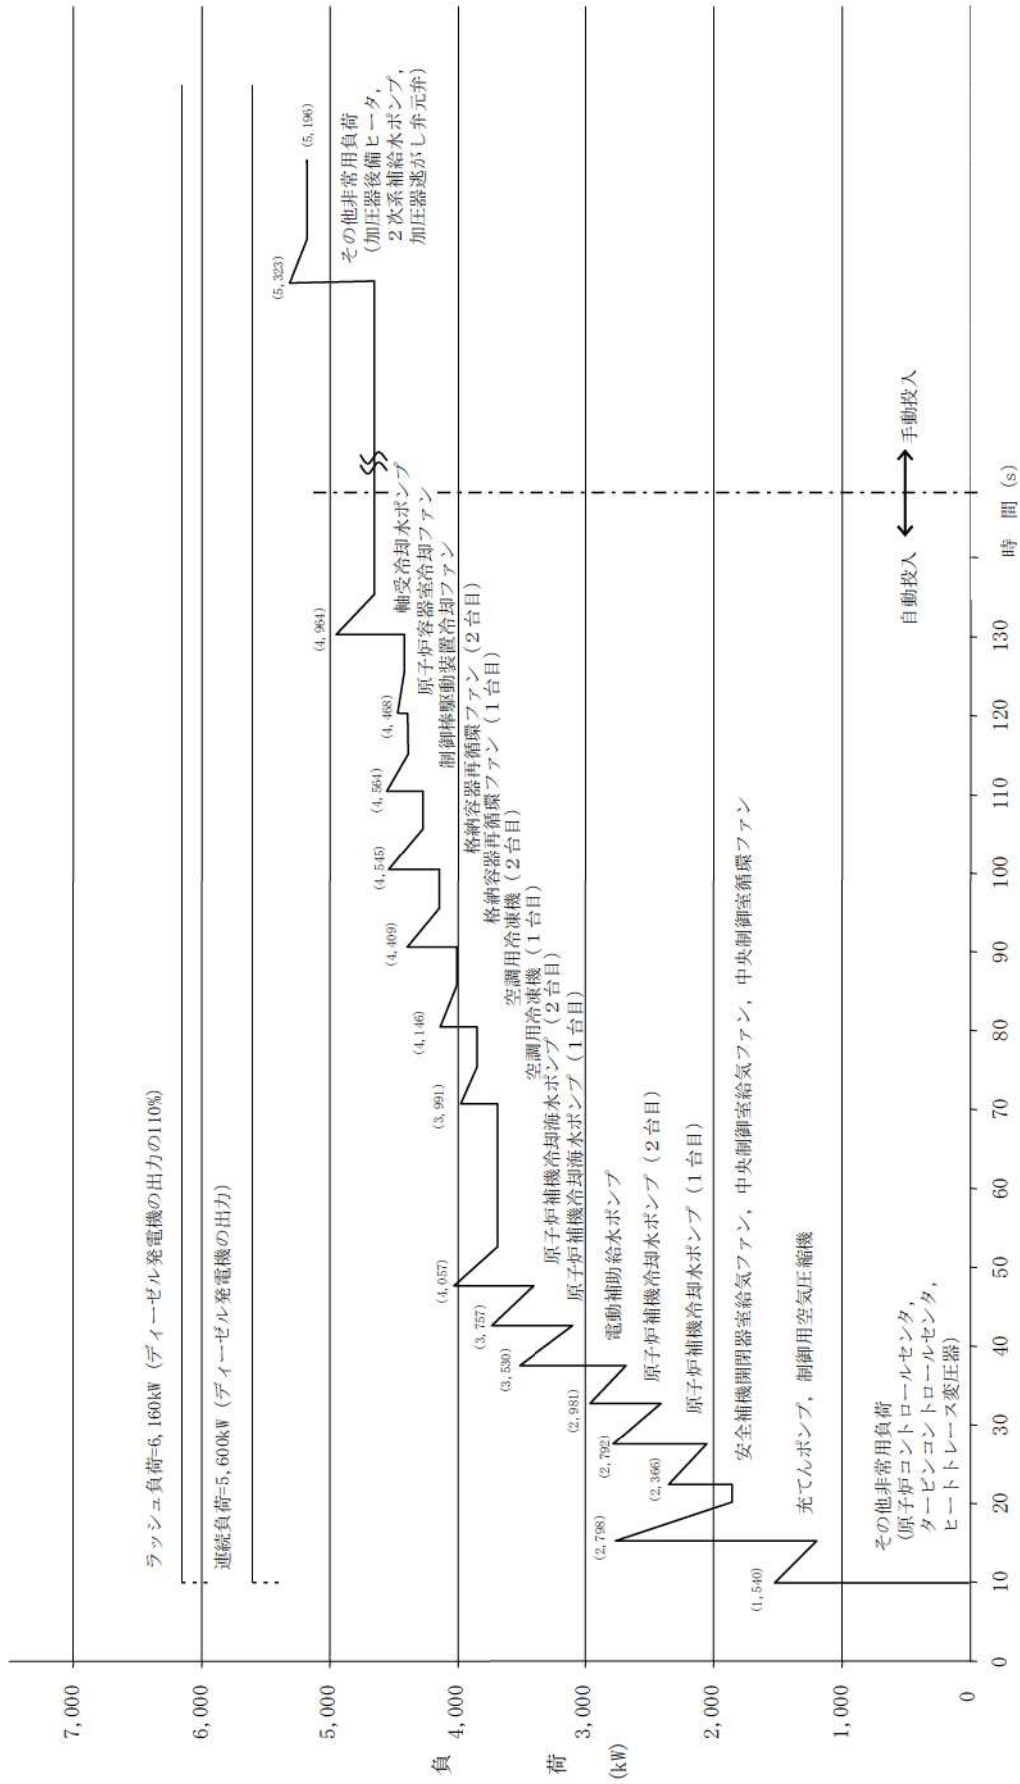 負荷
(kW)
7,000
6,000
5,000
4,000
3,000
2,000
1,000
0
ラッシュ負荷=6,160kW (ディーゼル発電機の出力の110%)
連続負荷=5,600kW (ディーゼル発電機の出力)
(1,540)
(2,798)
(2,366)
(2,792)
(2,981)
(3,530)
(3,757)
(4,057)
(3,991)
(4,146)
(4,409)
(4,545)
(4,564)
(4,468)
(4,964)
(5,323)
(5,196)
その他非常用負荷
(加圧器後備ヒータ,
2次系補給水ポンプ,
加圧器逃がし弁元弁)
軸受冷却水ポンプ
原子炉容器室冷却ファン
制御棒駆動装置冷却ファン
格納容器再循環ファン (2台目)
格納容器再循環ファン (1台目)
空調用冷凍機 (2台目)
空調用冷凍機 (1台目)
原子炉補機冷却海水ポンプ (2台目)
原子炉補機冷却海水ポンプ (1台目)
電動補助給水ポンプ
原子炉補機冷却水ポンプ (2台目)
原子炉補機冷却水ポンプ (1台目)
安全補機開閉器室給気ファン, 中央制御室給気ファン, 中央制御室循環ファン
充てんポンプ, 制御用空気圧縮機
その他非常用負荷
(原子炉コントロールセンタ,
タービンコントロールセンタ,
ヒートトレース変圧器)
自動投入
手動投入
0 10 20 30 40 50 60 70 80 90 100 110 120 130
時間 (s)